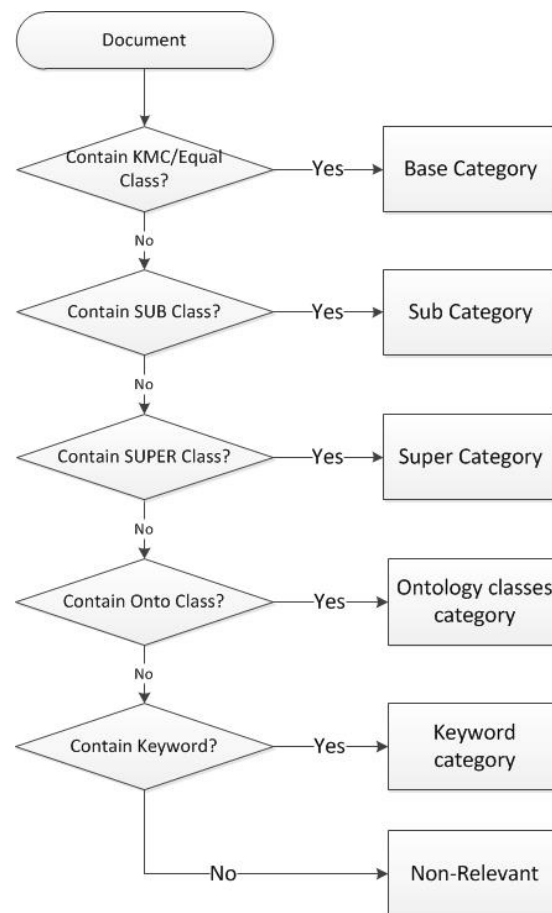 Document
Contain KMC/Equal
Class?
Yes
Base Category
No
Contain SUB Class?
Yes
Sub Category
No
Contain SUPER Class?
Yes
Super Category
No
Contain Onto Class?
Yes
Ontology classes
category
No
Contain Keyword?
Yes
Keyword
category
No
Non-Relevant